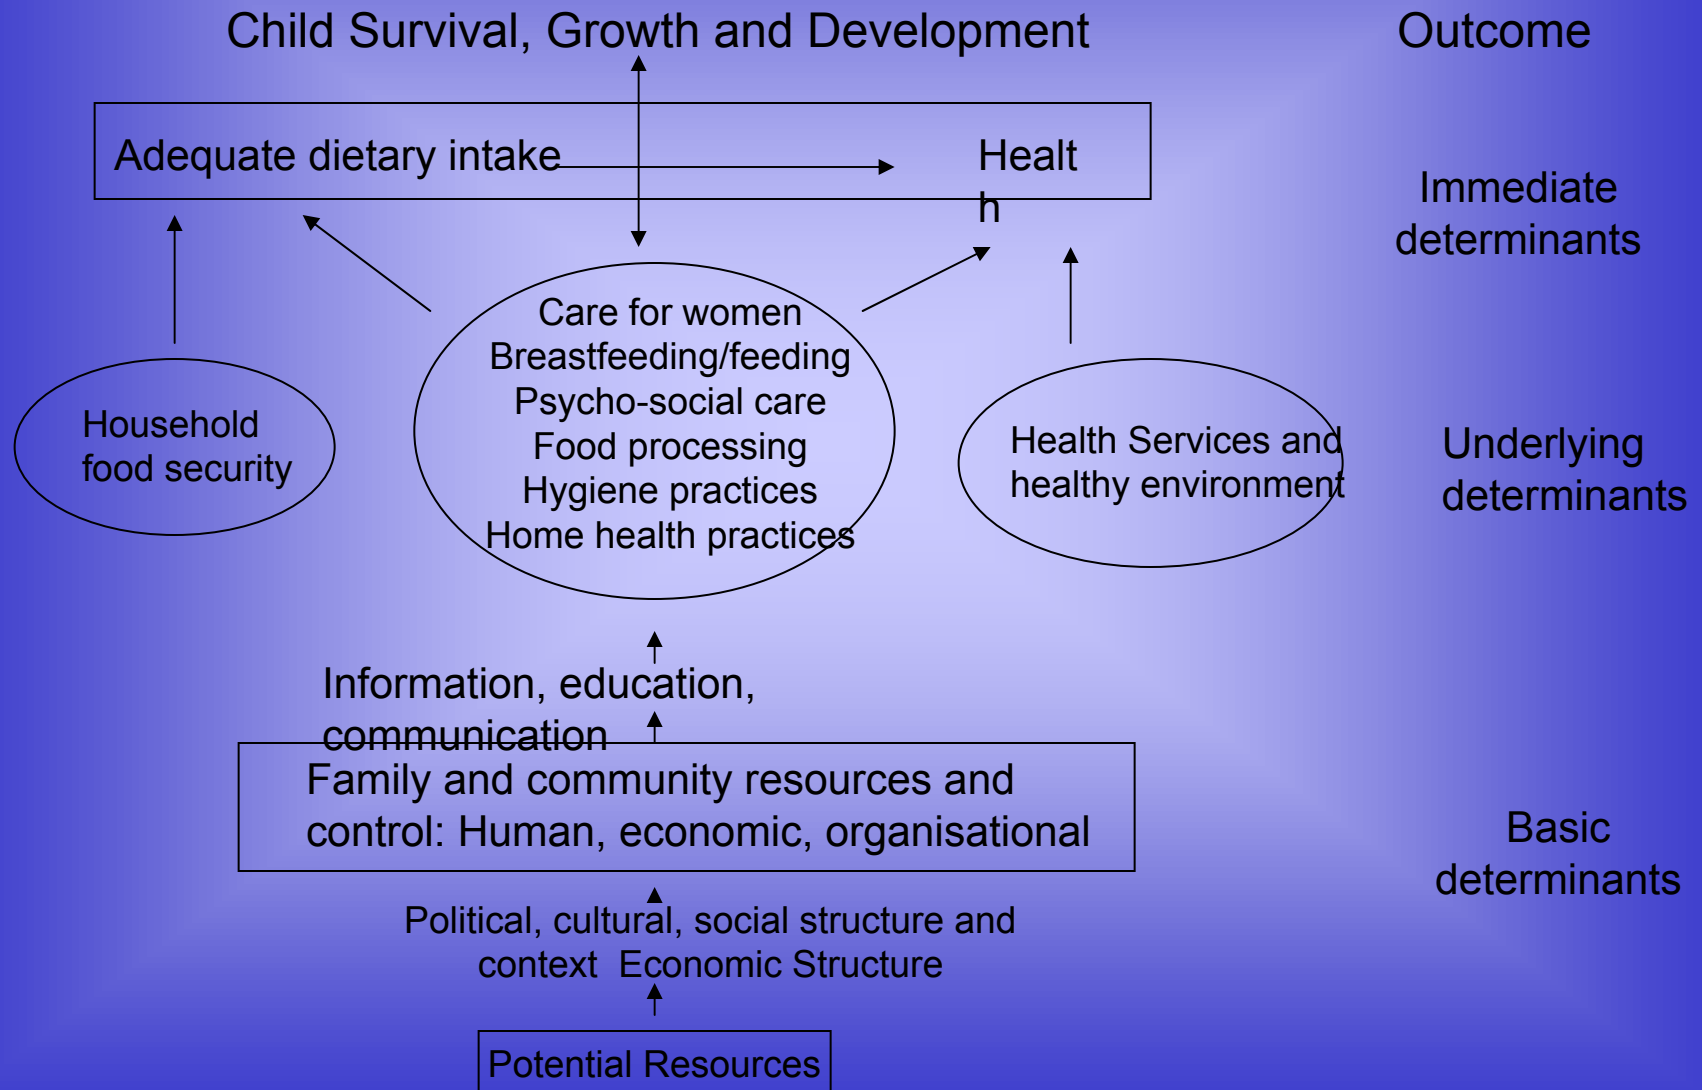 Child Survival, Growth and Development
Outcome
Adequate dietary intake
Healt
h
Immediate
determinants
Care for women
Breastfeeding/feeding
Psycho-social care
Food processing
Hygiene practices
Home health practices
Household
food security
Health Services and
healthy environment
Underlying
determinants
Information, education,
communication
Family and community resources and
control: Human, economic, organisational
Basic
determinants
Political, cultural, social structure and
context  Economic Structure
Potential Resources